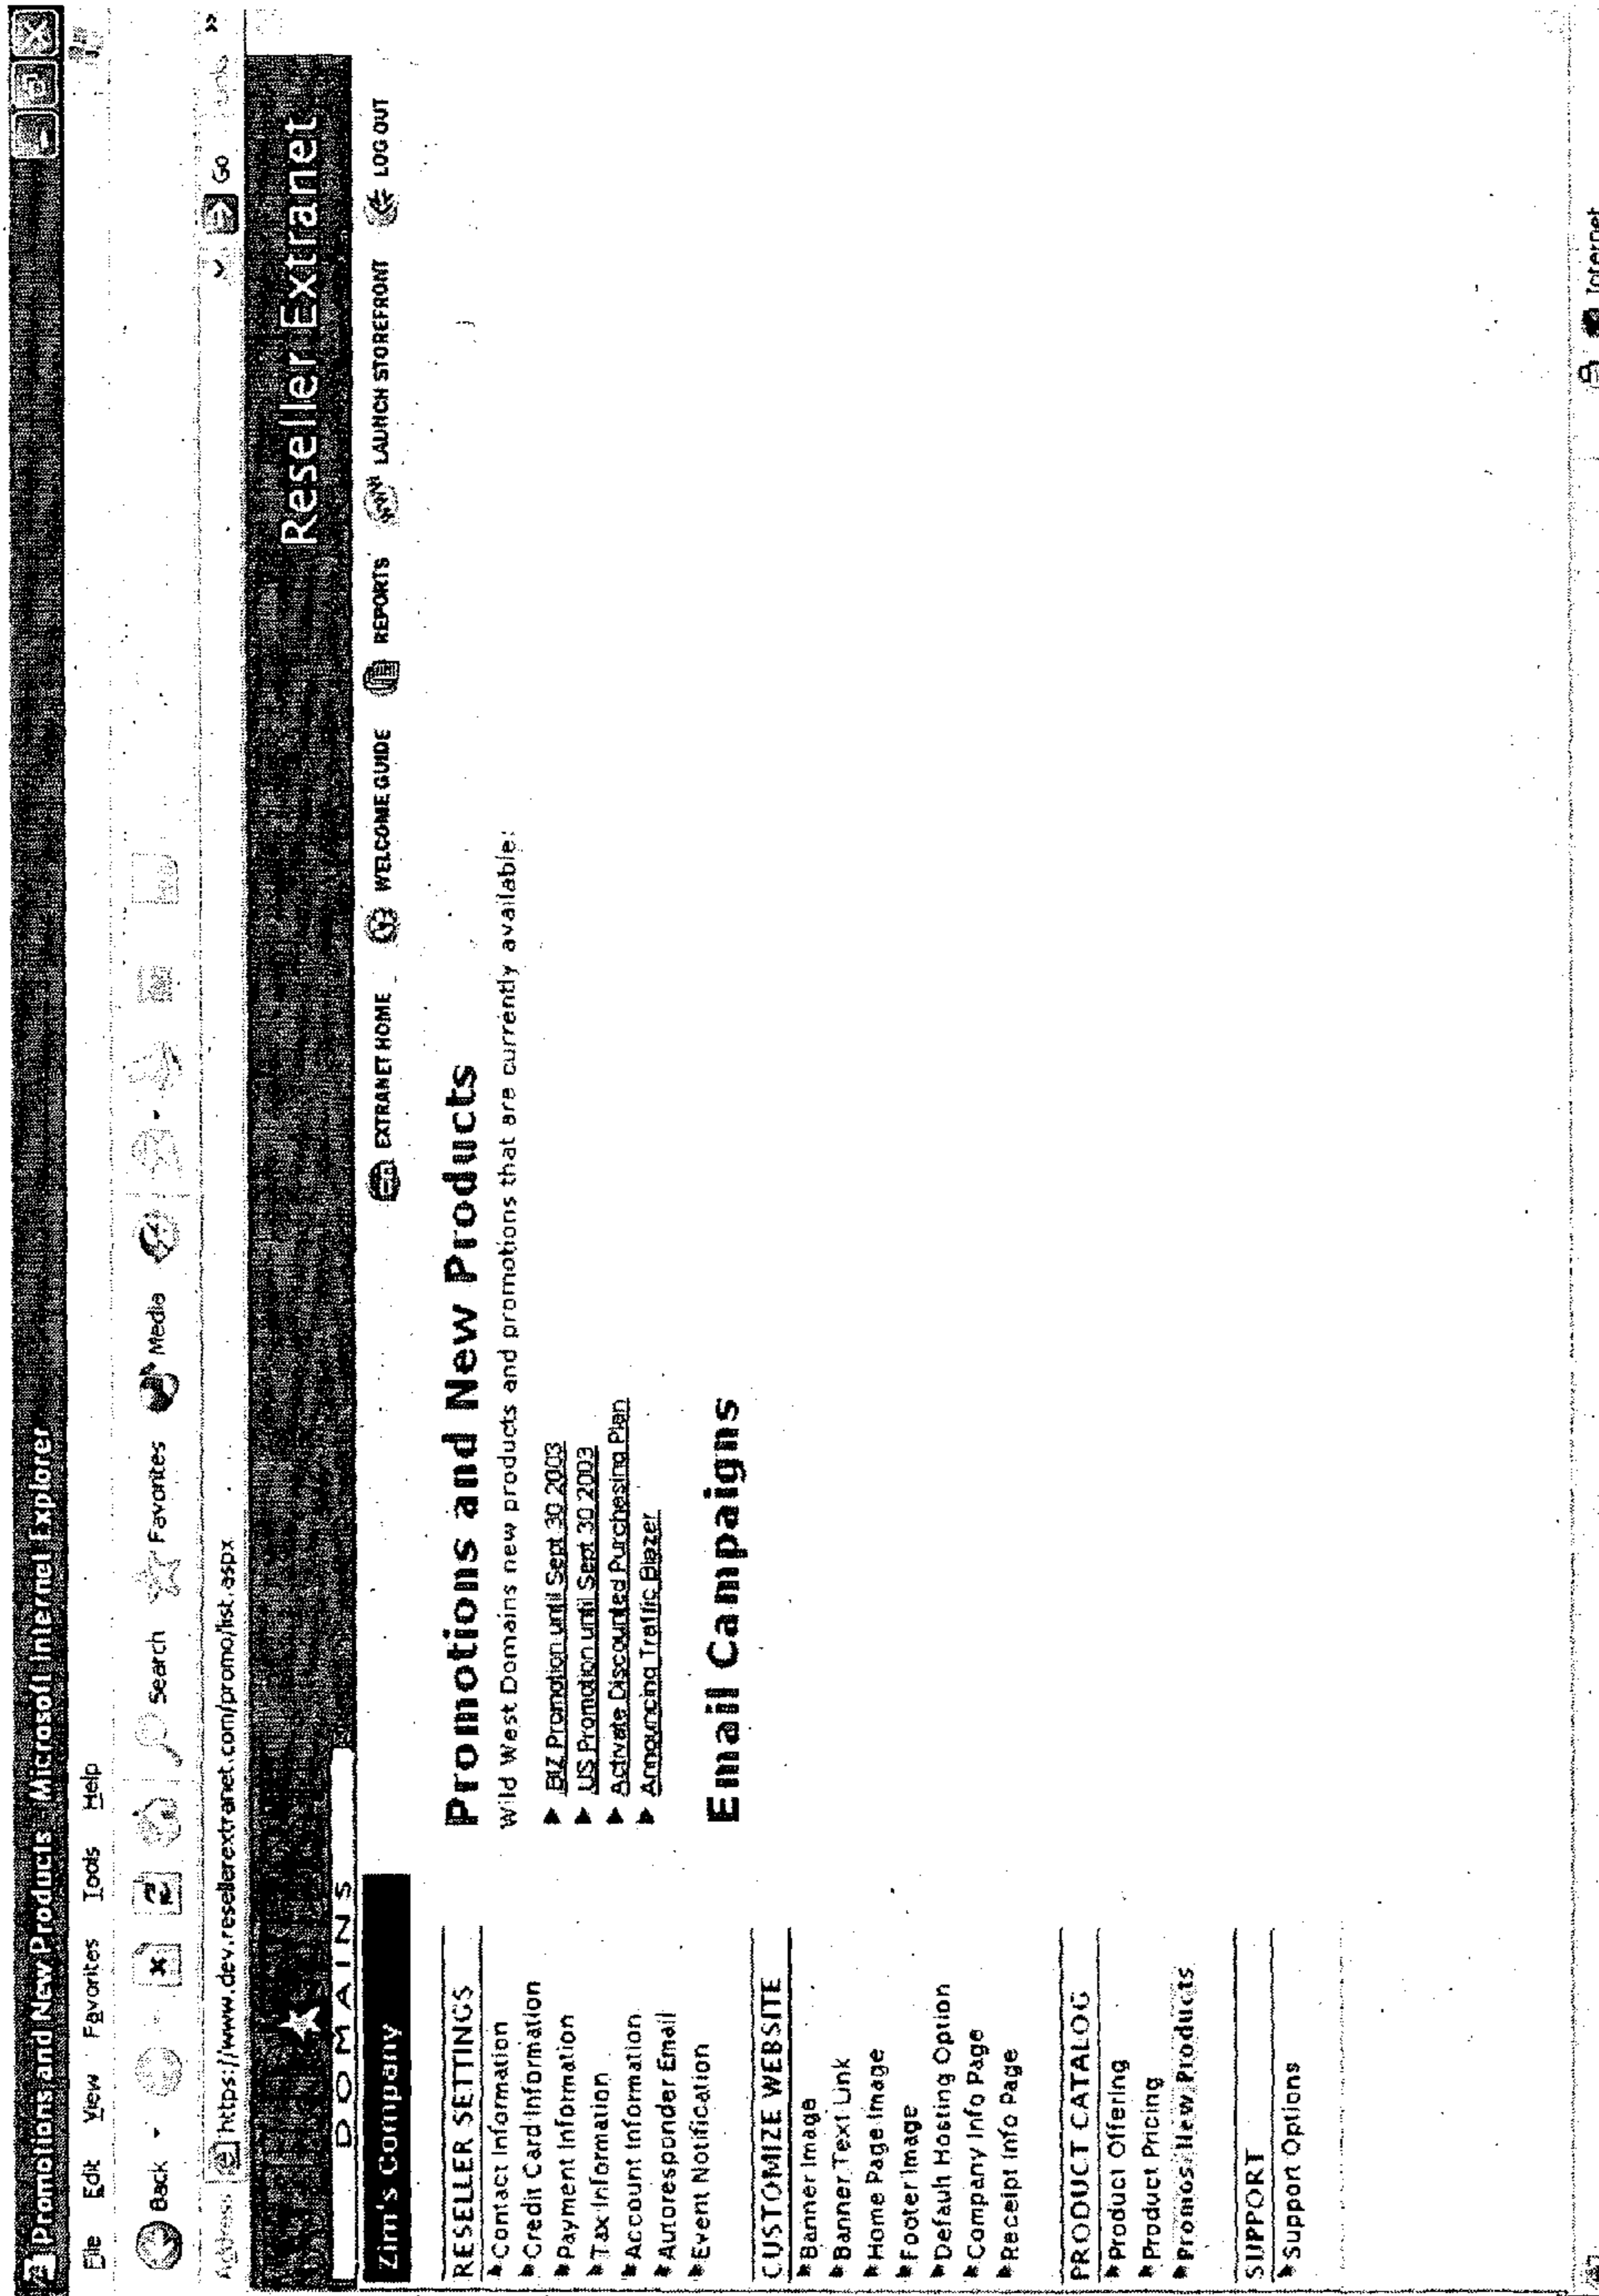 Promotions and New Products - Microsoft Internet Explorer
File Edit View Favorites Tools Help
Back Search Favorites Media
Address https://www.dev.resellerextranet.com/promo/list.aspx Go Links »
DOMAINS
Reseller Extranet
Zim's Company
EXTRANET HOME WELCOME GUIDE REPORTS LAUNCH STOREFRONT LOG OUT
RESELLER SETTINGS
Contact Information
Credit Card Information
Payment Information
Tax Information
Account Information
Autoresponder Email
Event Notification
CUSTOMIZE WEBSITE
Banner Image
Banner Text Link
Home Page Image
Footer Image
Default Hosting Option
Company Info Page
Receipt Info Page
PRODUCT CATALOG
Product Offering
Product Pricing
Promos/New Products
SUPPORT
Support Options
Promotions and New Products
Wild West Domains new products and promotions that are currently available:
BIZ Promotion until Sept 30 2003
US Promotion until Sept 30 2003
Activate Discounted Purchasing Plan
Announcing Traffic Blazer
Email Campaigns
Internet